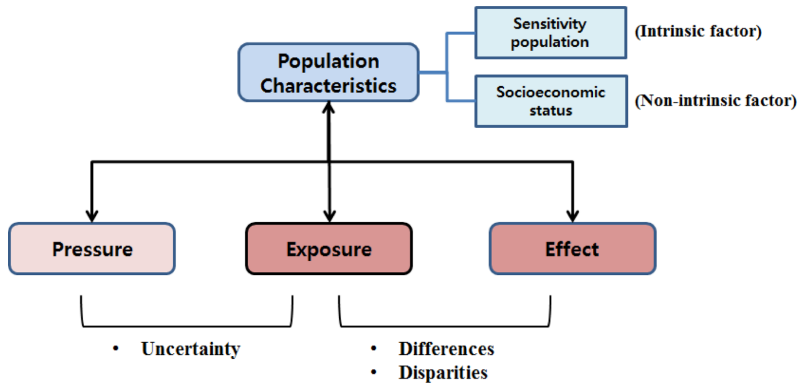 Sensitivity
population
(Intrinsic factor)
Population
Characteristics
Socioeconomic
status
(Non-intrinsic factor)
Pressure
Exposure
Effect
• Uncertainty
• Differences
• Disparities